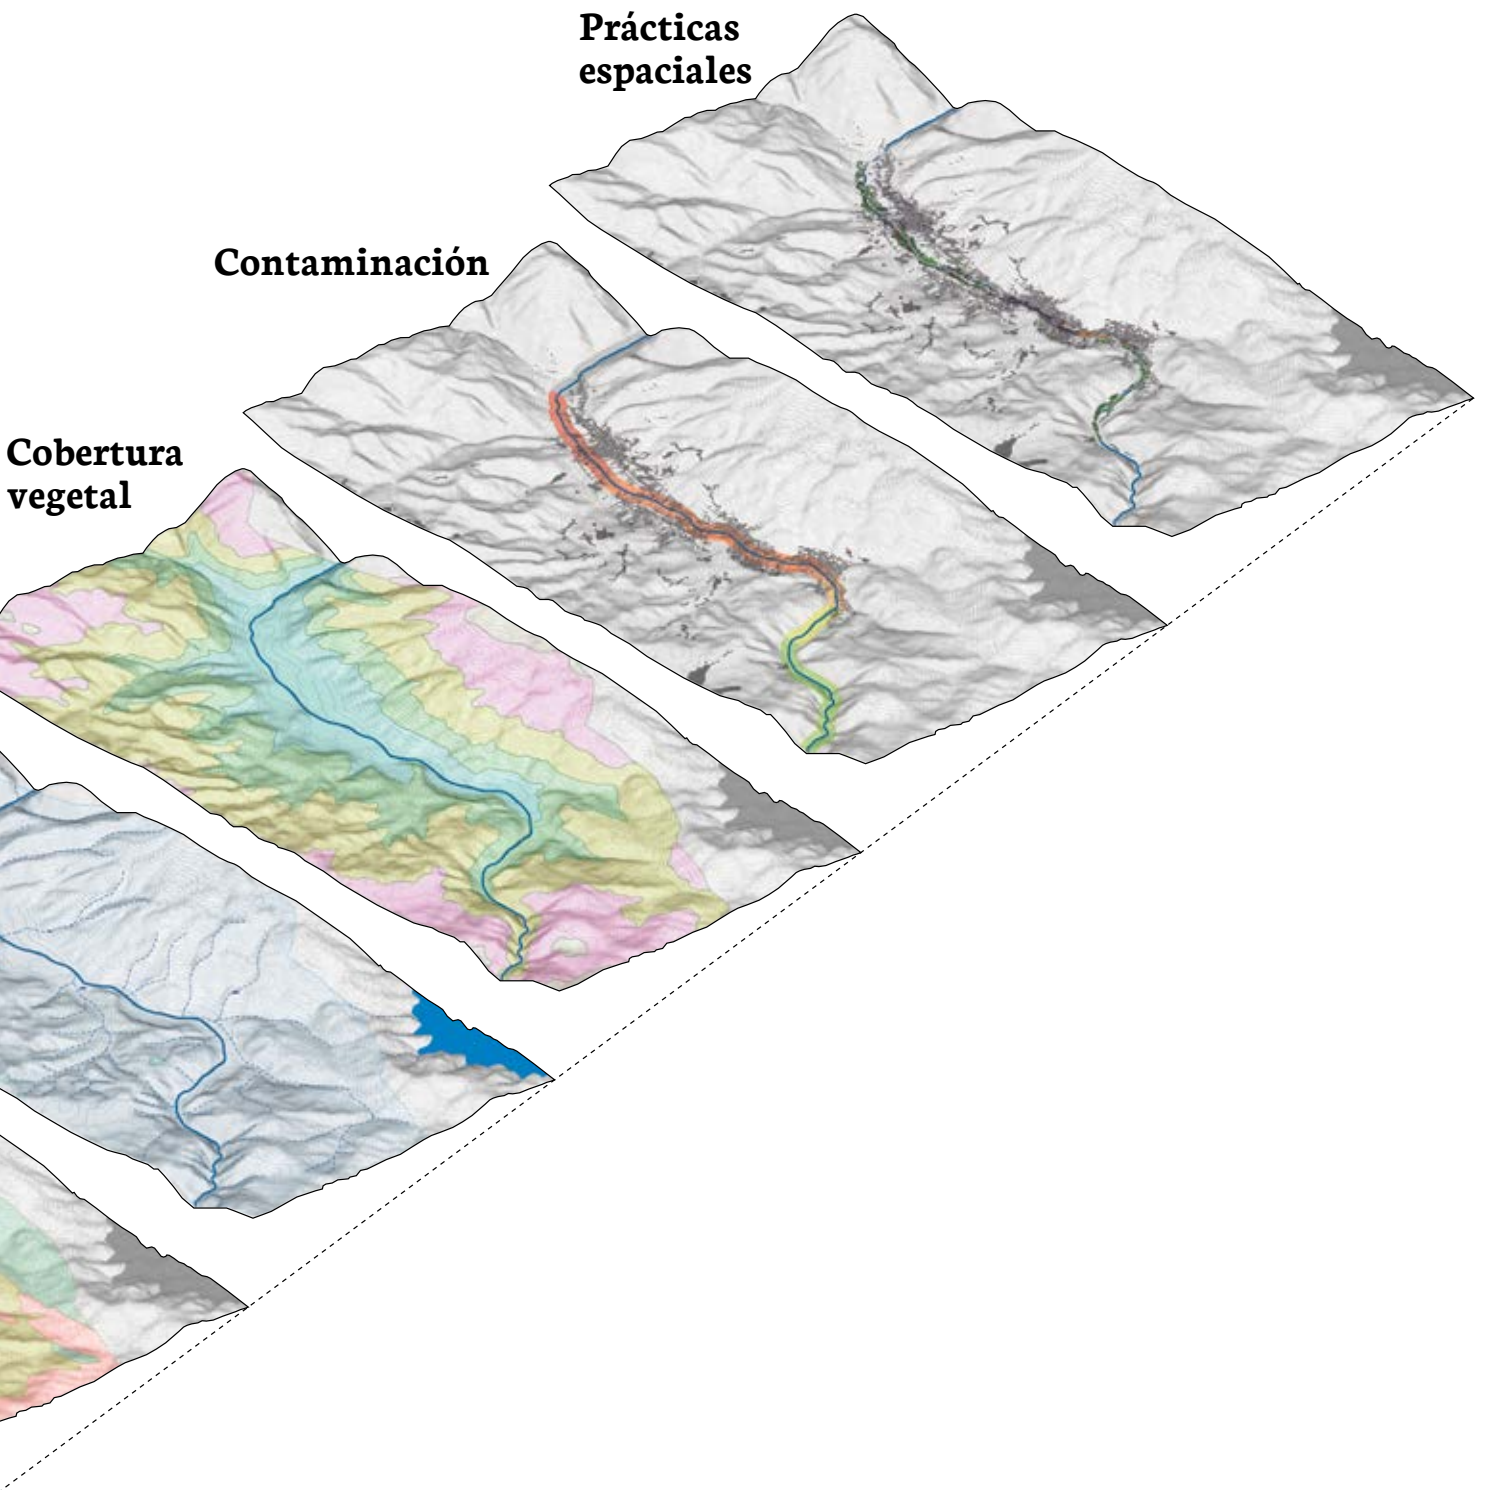 Prácticas
espaciales
Contaminación
Cobertura
vegetal